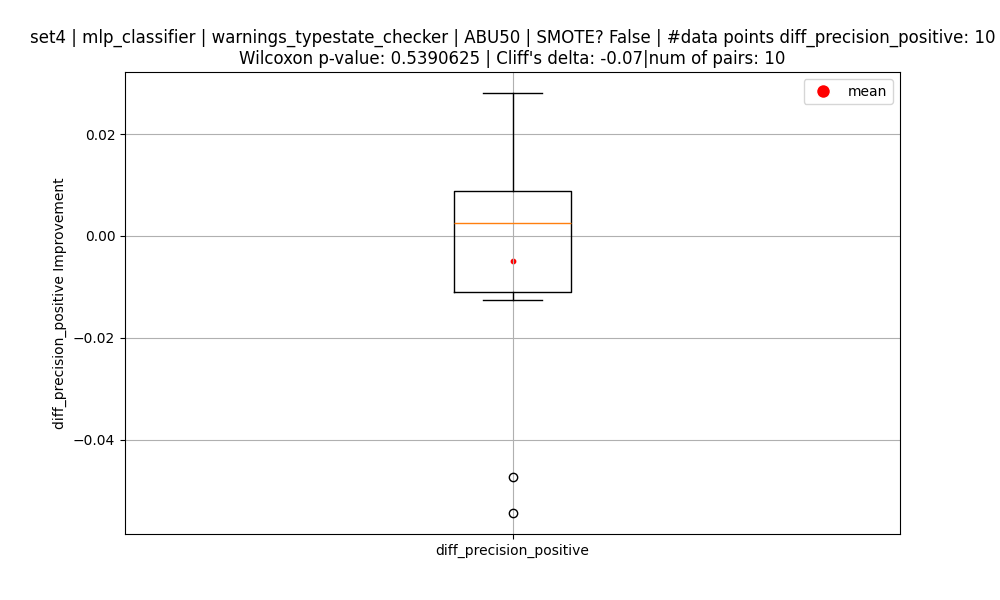 set4 | mlp_classifier | warnings_typestate_checker | ABU50 | SMOTE? False | #data points diff_precision_positive: 10
Wilcoxon p-value: 0.5390625 | Cliff's delta: -0.07|num of pairs: 10
mean
0.02
0.00
−0.02
−0.04
diff_precision_positive Improvement
diff_precision_positive